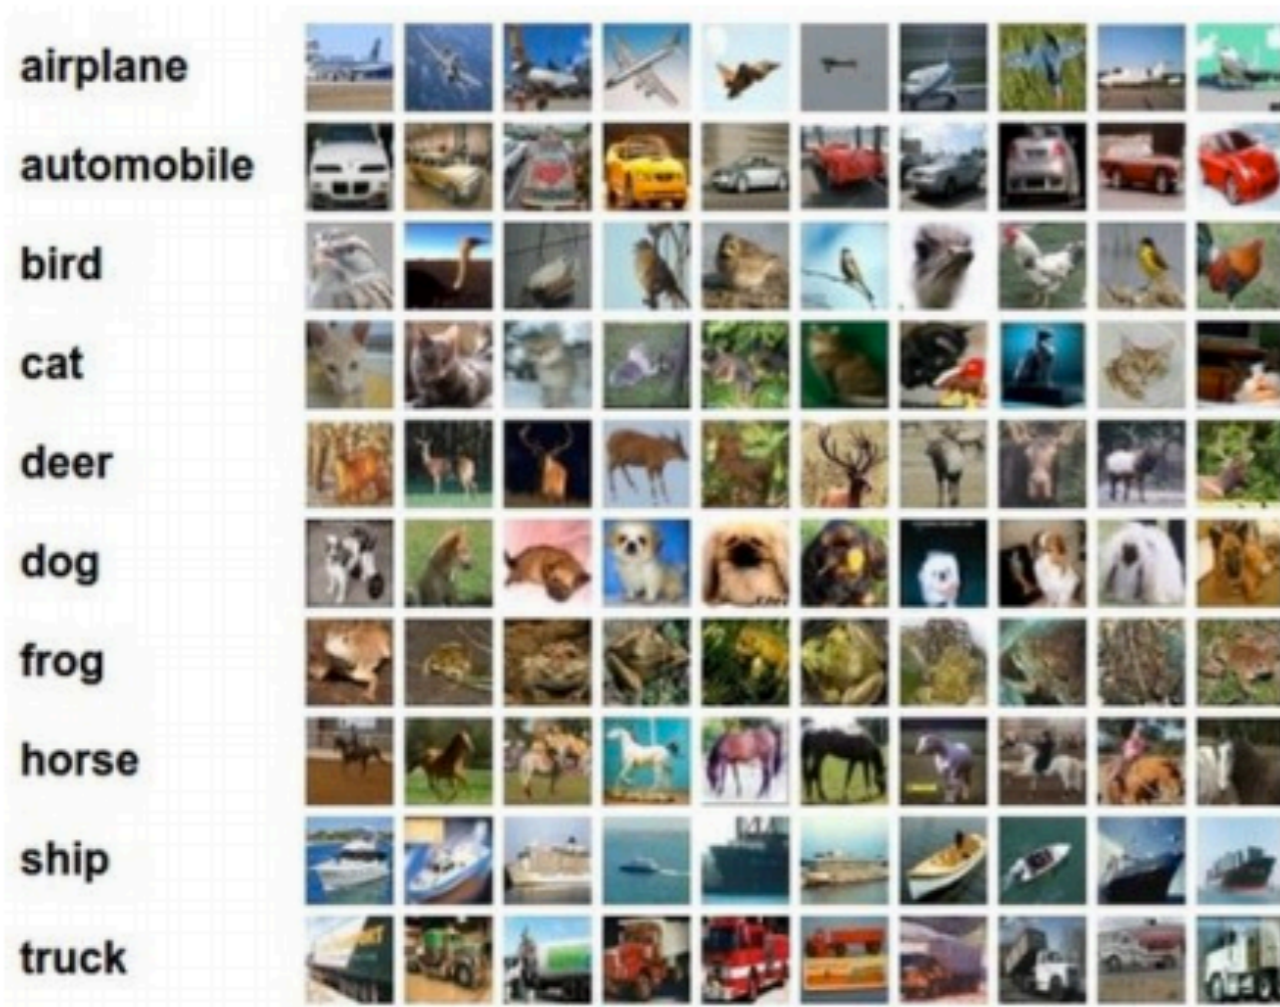 airplane
automobile
bird
cat
deer
dog
frog
horse
ship
truck